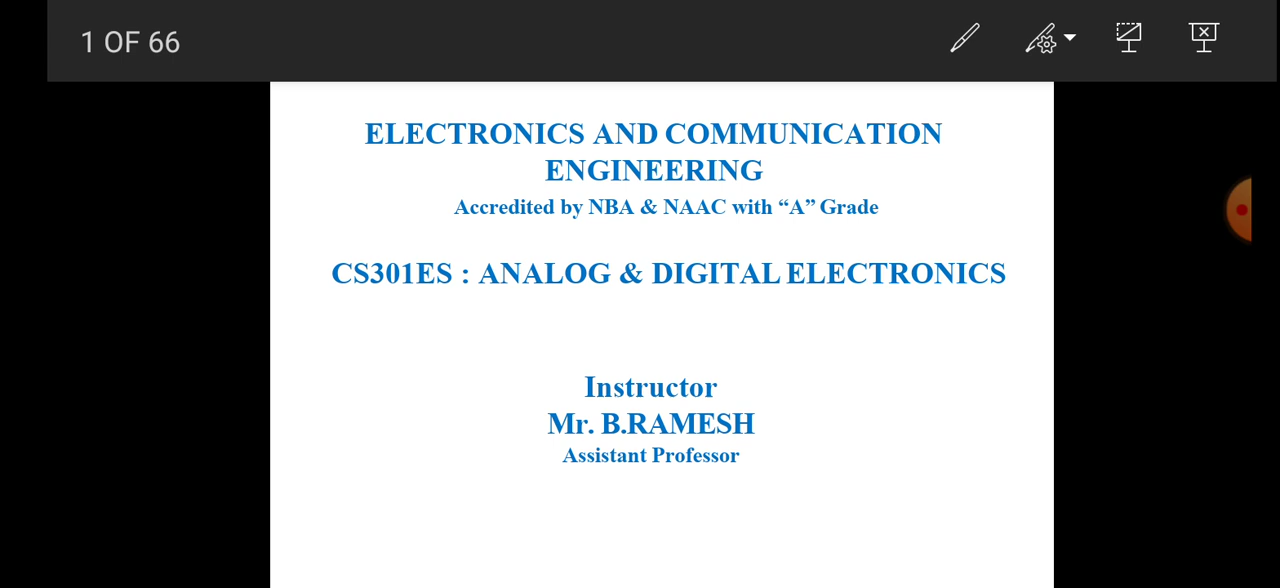 1 OF 66
ELECTRONICS AND COMMUNICATION
ENGINEERING
Accredited by NBA & NAAC with “A” Grade
CS301ES : ANALOG & DIGITAL ELECTRONICS
Instructor
Mr. B.RAMESH
Assistant Professor